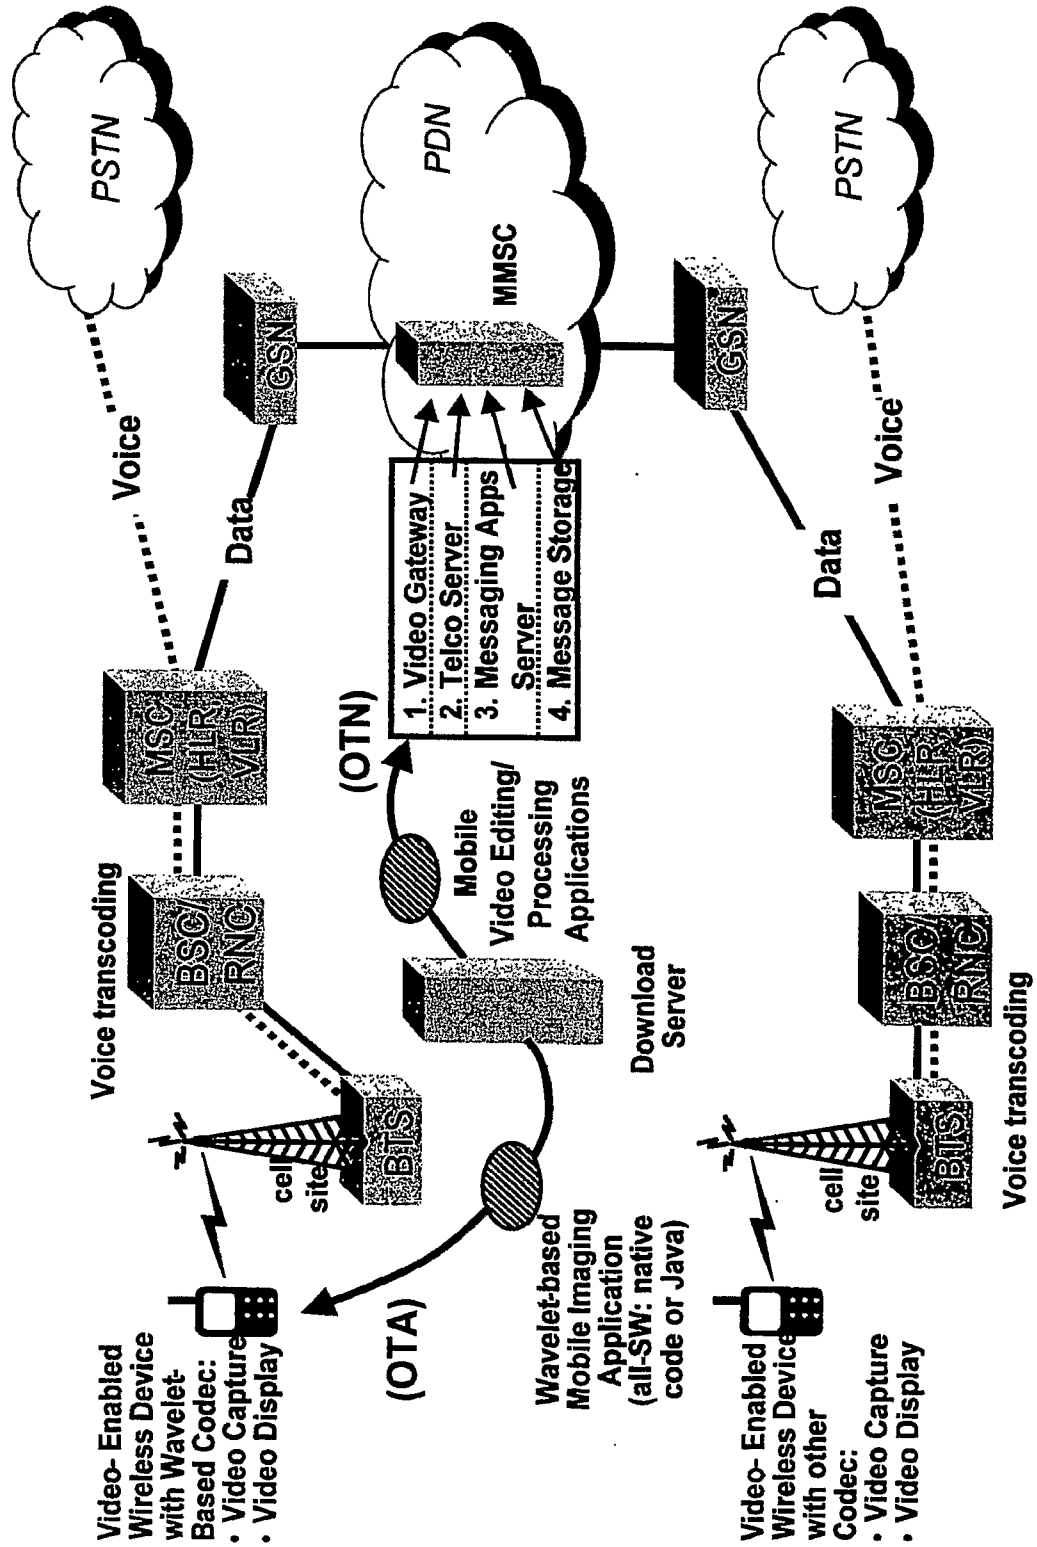 Video- Enabled
Wireless Device
with Wavelet-
Based Codec:
• Video Capture
• Video Display
cell
site
BTS
Voice transcoding
BSC/
RNC
MSC
(HLR
VLR)
Voice
Data
PSTN
GSN
(OTA)
Wavelet-based
Mobile Imaging
Application
(all-SW: native
code or Java)
Download
Server
Mobile
Video Editing/
Processing
Applications
(OTN)
1. Video Gateway
2. Telco Server
3. Messaging Apps
Server
4. Message Storage
MMSC
PDN
Video- Enabled
Wireless Device
with other
Codec:
• Video Capture
• Video Display
cell
site
BTS
Voice transcoding
BSC/
RNC
MSC
(HLR
VLR)
Data
Voice
GSN
PSTN